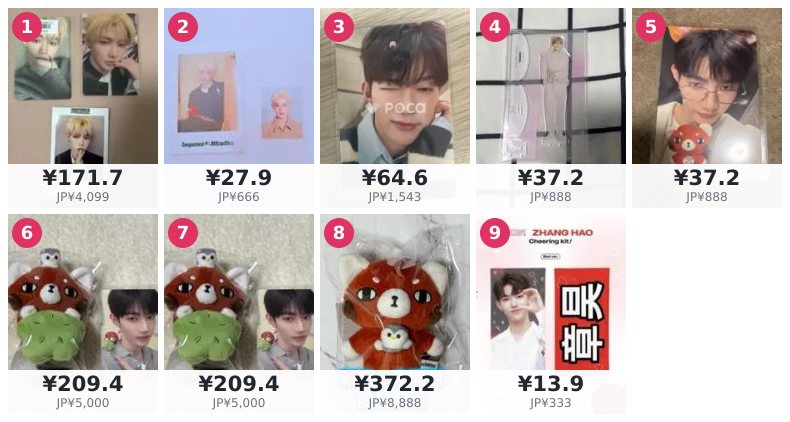 1
2
3
4
5
poca
Sequence
¥171.7
¥27.9
¥64.6
¥37.2
¥37.2
JP¥4,099
JP¥666
JP¥1,543
JP¥888
JP¥888
6
7
8
9
ZHANG HAO
Cheering kit!
章昊
¥209.4
¥209.4
¥372.2
¥13.9
JP¥5,000
JP¥5,000
JP¥8,888
JP¥333